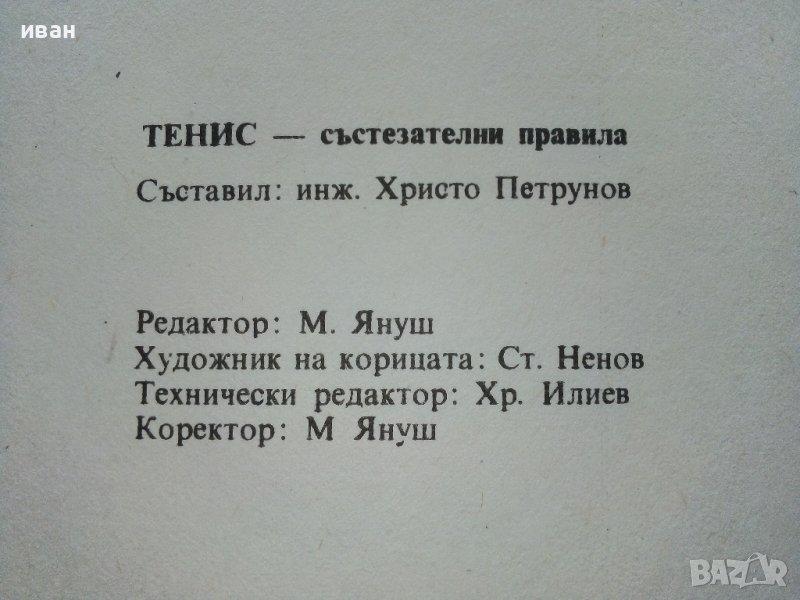 иван
ТЕНИС — състезателни правила
Съставил: инж. Христо Петрунов
Редактор: М. Януш
Художник на корицата: Ст. Ненов
Технически редактор: Хр. Илиев
Коректор: М Януш
BAZAR